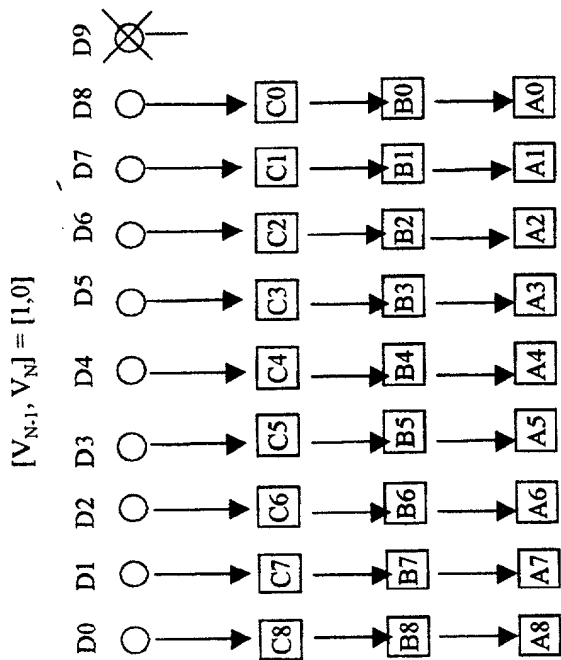 [V_{N-1}, V_N] = [1,0]
D0 D1 D2 D3 D4 D5 D6 D7 D8 D9
C8 C7 C6 C5 C4 C3 C2 C1 C0
B8 B7 B6 B5 B4 B3 B2 B1 B0
A8 A7 A6 A5 A4 A3 A2 A1 A0